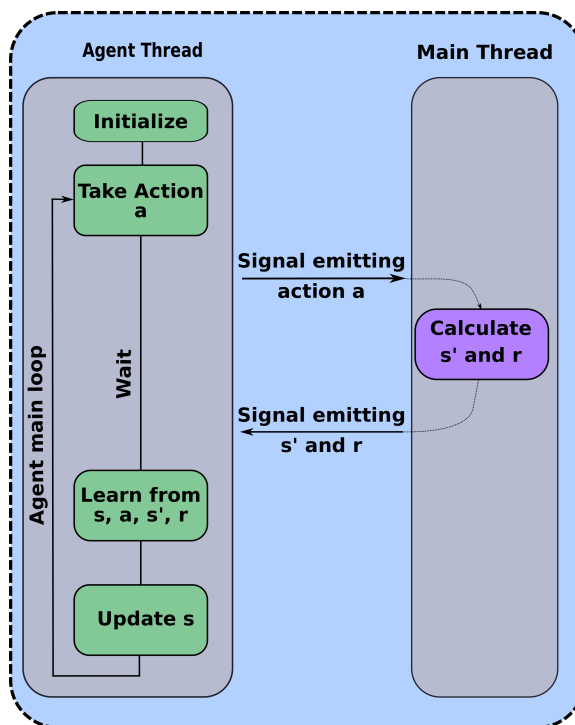 Agent Thread
Main Thread
Initialize
Take Action
a
Signal emitting
action a
Calculate
s' and r
Wait
Agent main loop
Signal emitting
s' and r
Learn from
s, a, s', r
Update s